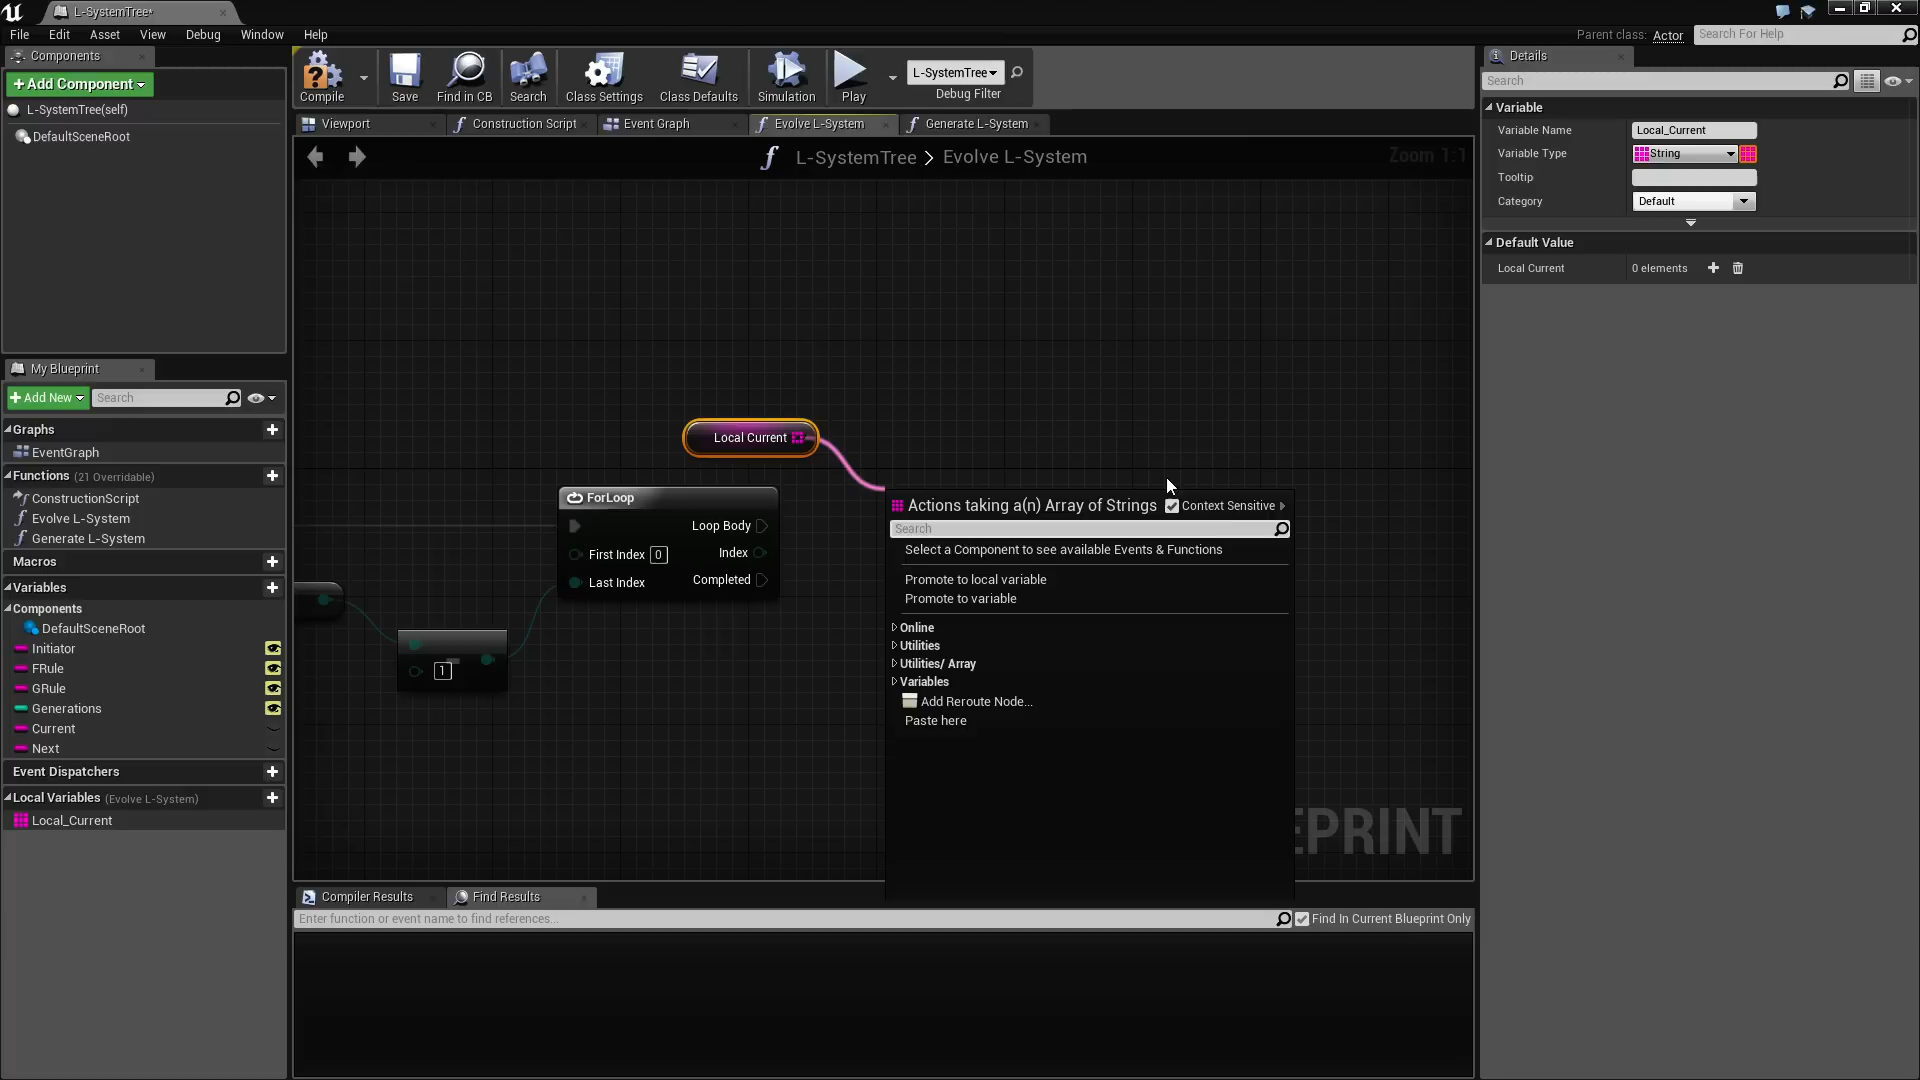 L-SystemTree*
File Edit Asset View Debug Window Help
Parent class: Actor
Search For Help
Components
Add Component
L-SystemTree(self)
DefaultSceneRoot
Compile
Save
Find in CB
Search
Class Settings
Class Defaults
Simulation
Play
L-SystemTree
Debug Filter
Viewport
Construction Script
Event Graph
Evolve L-System
Generate L-System
L-SystemTree > Evolve L-System
Zoom 1:1
My Blueprint
Add New
Search
Graphs
EventGraph
Functions (21 Overridable)
ConstructionScript
Evolve L-System
Generate L-System
Macros
Variables
Components
DefaultSceneRoot
Initiator
FRule
GRule
Generations
Current
Next
Event Dispatchers
Local Variables (Evolve L-System)
Local_Current
Local Current
ForLoop
Loop Body
First Index 0
Index
Last Index
Completed
1
Actions taking a(n) Array of Strings
Context Sensitive
Search
Select a Component to see available Events & Functions
Promote to local variable
Promote to variable
Online
Utilities
Utilities/ Array
Variables
Add Reroute Node...
Paste here
EPRINT
Compiler Results
Find Results
Enter function or event name to find references...
Find In Current Blueprint Only
Details
Search
Variable
Variable Name Local_Current
Variable Type String
Tooltip
Category Default
Default Value
Local Current 0 elements